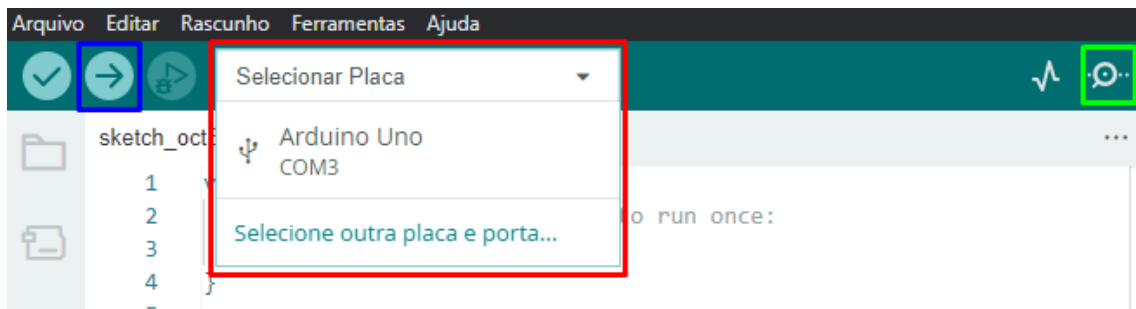 Arquivo Editar Rascunho Ferramentas Ajuda
Selecionar Placa
sketch_oct
Arduino Uno
COM3
1
2 o run once:
Selecione outra placa e porta...
3
4 }